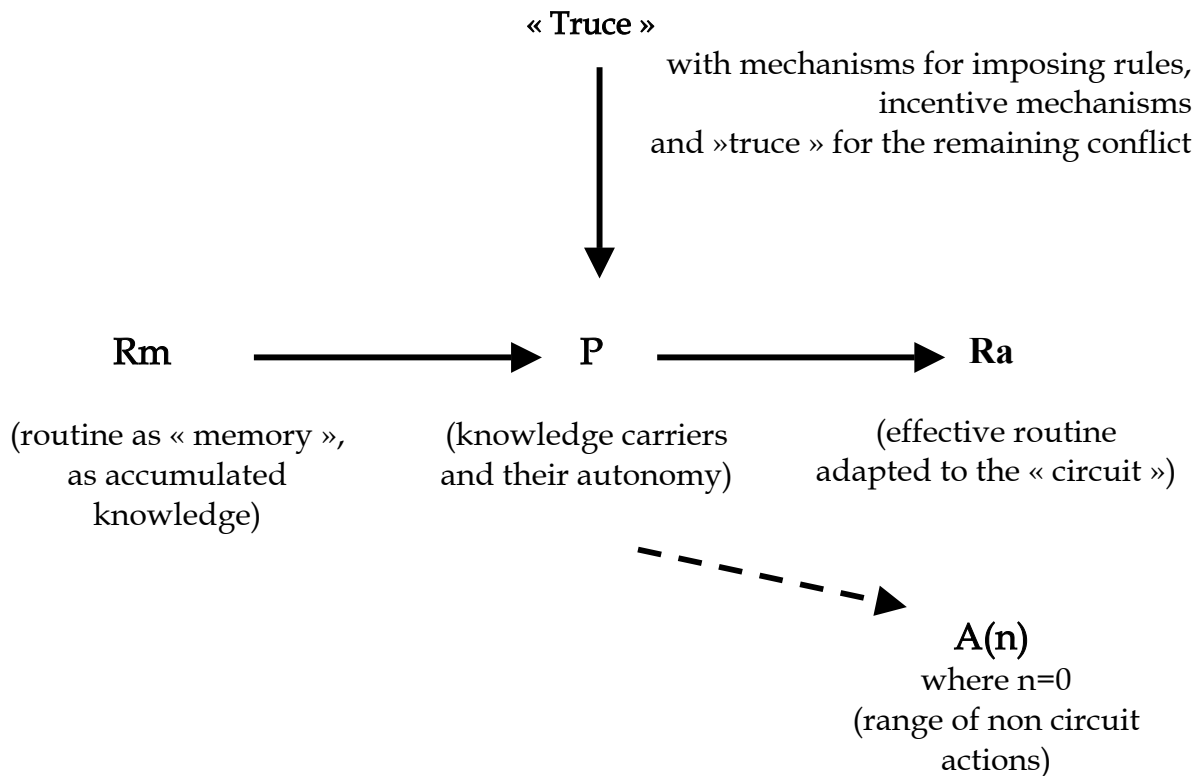 « Truce »
with mechanisms for imposing rules,
incentive mechanisms
and »truce » for the remaining conflict
Rm
P
Ra
(routine as « memory »,
as accumulated
knowledge)
(knowledge carriers
and their autonomy)
(effective routine
adapted to the « circuit »)
A(n)
where n=0
(range of non circuit
actions)